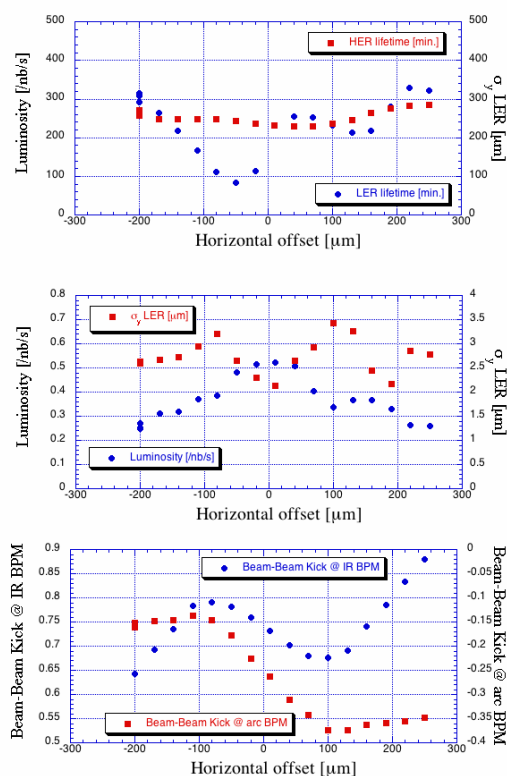 500
400
300
200
100
0
Luminosity [/nb/s]
HER lifetime [min.]
LER lifetime [min.]
500
400
300
200
100
0
σy LER [μm]
-300 -200 -100 0 100 200 300
Horizontal offset [μm]
0.8
0.7
0.6
0.5
0.4
0.3
0.2
0.1
0
Luminosity [/nb/s]
σy LER [μm]
Luminosity [/nb/s]
4
3.5
3
2.5
2
1.5
1
0.5
0
σy LER [μm]
-300 -200 -100 0 100 200 300
Horizontal offset [μm]
0.9
0.85
0.8
0.75
0.7
0.65
0.6
0.55
0.5
Beam-Beam Kick @ IR BPM
Beam-Beam Kick @ IR BPM
Beam-Beam Kick @ arc BPM
0
-0.05
-0.1
-0.15
-0.2
-0.25
-0.3
-0.35
-0.4
Beam-Beam Kick @ arc BPM
-300 -200 -100 0 100 200 300
Horizontal offset [μm]